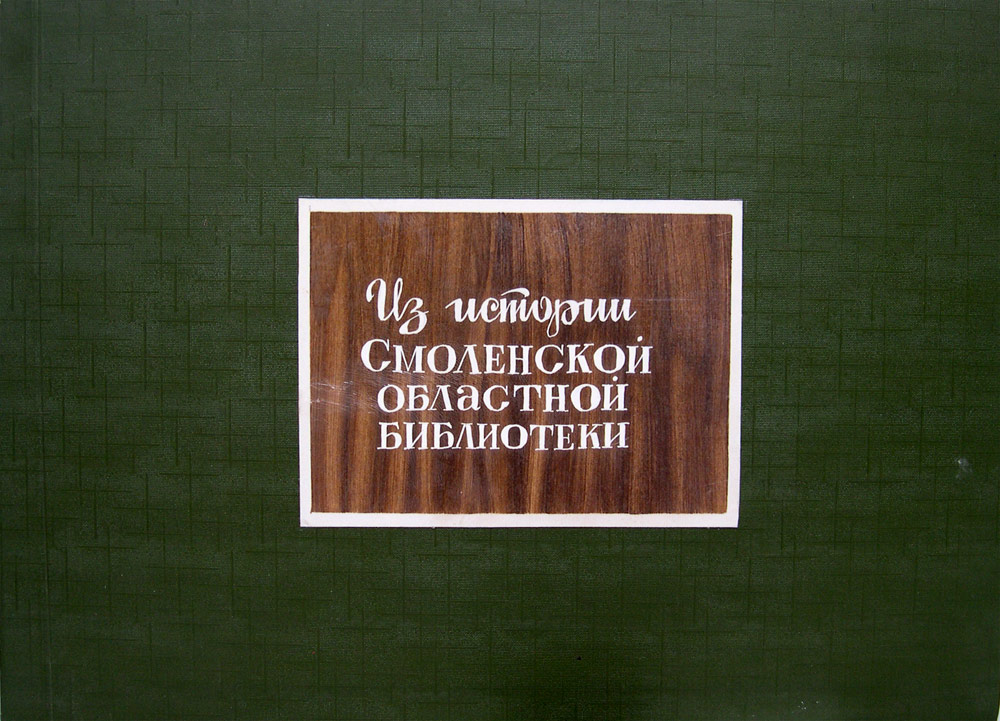 Из истории
Смоленской
областной
библиотеки